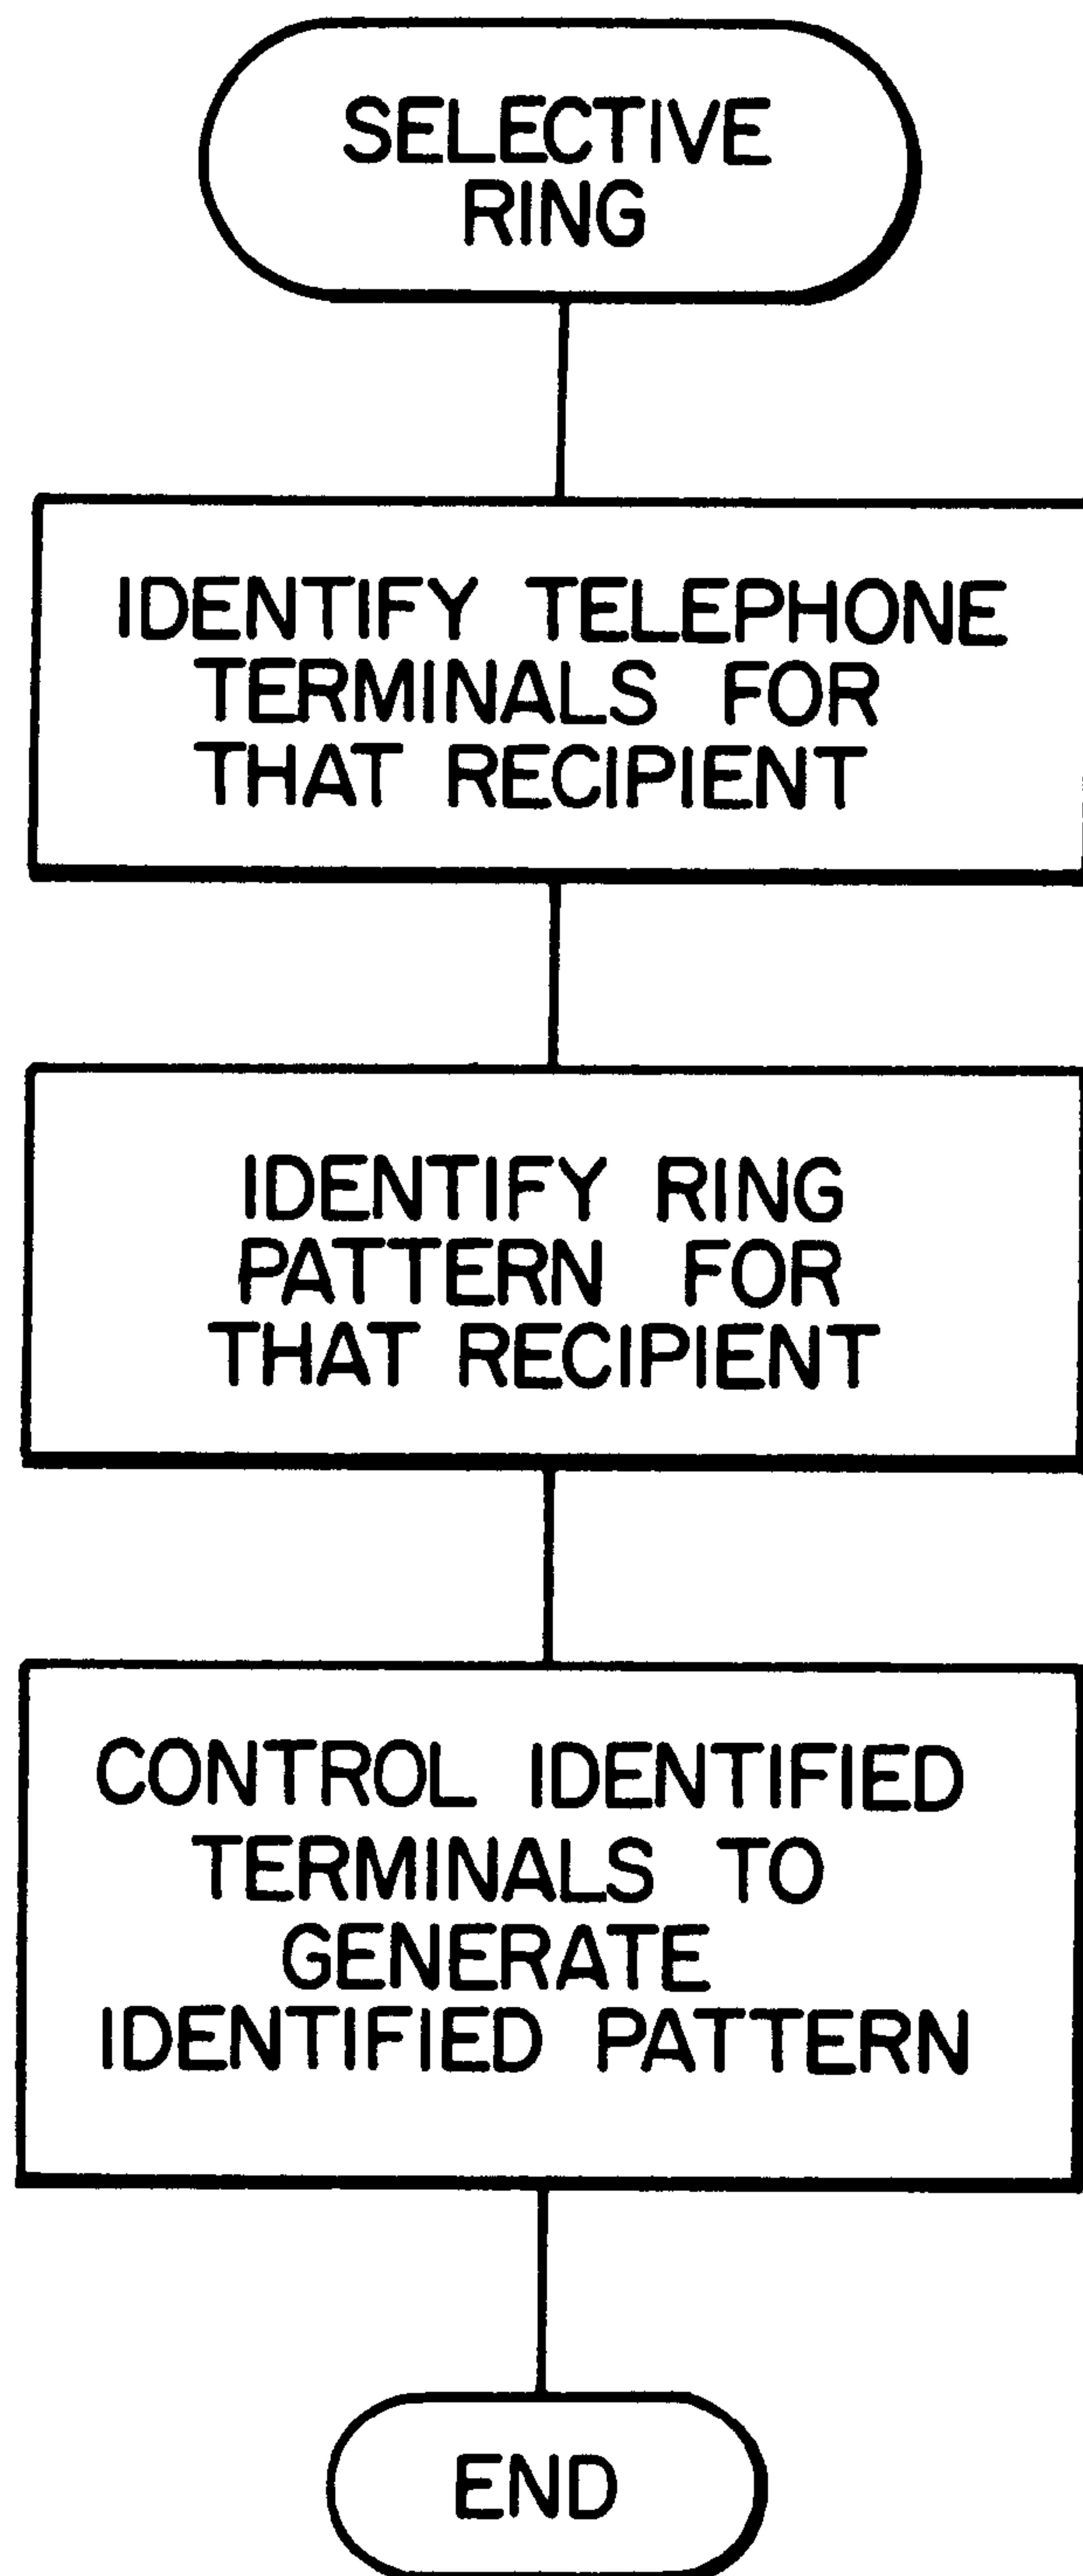 SELECTIVE
RING
IDENTIFY TELEPHONE
TERMINALS FOR
THAT RECIPIENT
IDENTIFY RING
PATTERN FOR
THAT RECIPIENT
CONTROL IDENTIFIED
TERMINALS TO
GENERATE
IDENTIFIED PATTERN
END